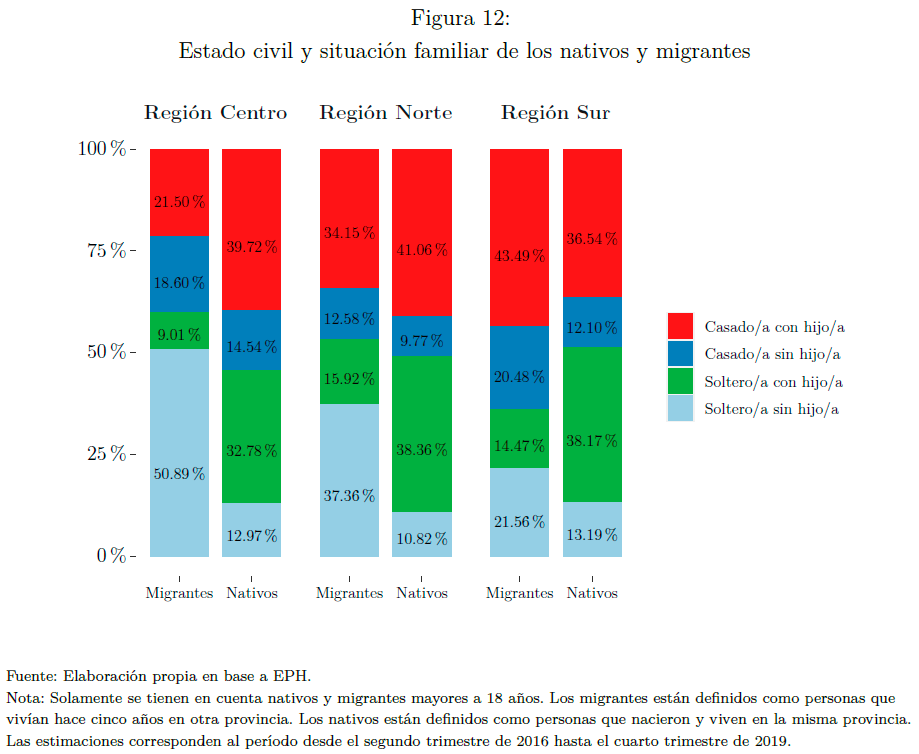 Figura 12:
Estado civil y situación familiar de los nativos y migrantes
Región Centro Región Norte Región Sur
100 %
75 %
50 %
25 %
0 %
21.50 %
18.60 %
9.01 %
50.89 %
39.72 %
14.54 %
32.78 %
12.97 %
34.15 %
12.58 %
15.92 %
37.36 %
41.06 %
9.77 %
38.36 %
10.82 %
43.49 %
20.48 %
14.47 %
21.56 %
36.54 %
12.10 %
38.17 %
13.19 %
Migrantes Nativos Migrantes Nativos Migrantes Nativos
Casado/a con hijo/a
Casado/a sin hijo/a
Soltero/a con hijo/a
Soltero/a sin hijo/a
Fuente: Elaboración propia en base a EPH.
Nota: Solamente se tienen en cuenta nativos y migrantes mayores a 18 años. Los migrantes están definidos como personas que
vivían hace cinco años en otra provincia. Los nativos están definidos como personas que nacieron y viven en la misma provincia.
Las estimaciones corresponden al período desde el segundo trimestre de 2016 hasta el cuarto trimestre de 2019.